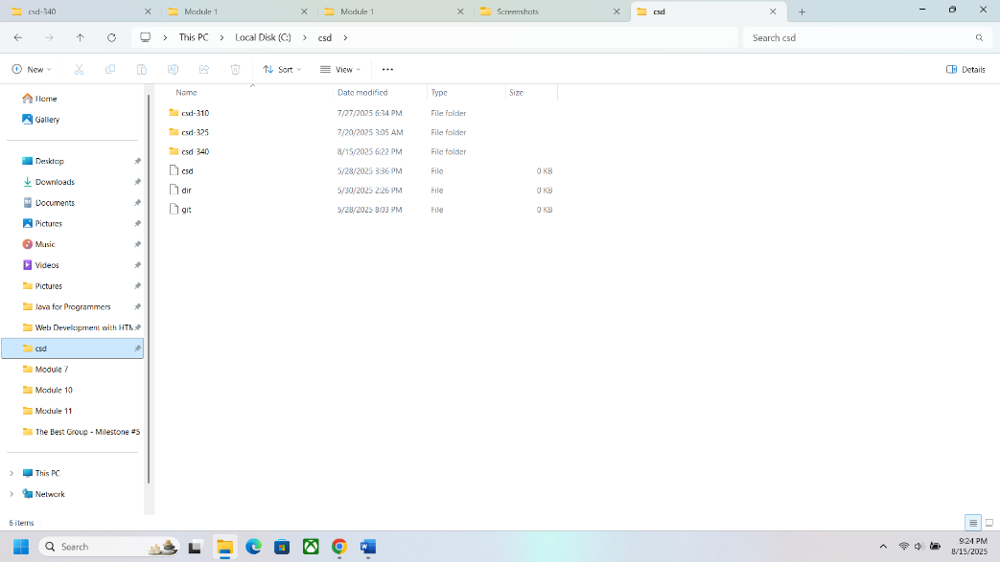 csd-340
Module 1
Module 1
Screenshots
csd
This PC
Local Disk (C:)
csd
Search csd
New
Sort
View
Details
Name Date modified Type Size
csd-310 7/27/2025 6:34 PM File folder
csd-325 7/20/2025 3:05 AM File folder
csd-340 8/15/2025 6:22 PM File folder
csd 5/28/2025 3:36 PM File 0 KB
dir 5/30/2025 2:26 PM File 0 KB
git 5/28/2025 8:03 PM File 0 KB
Home
Gallery
Desktop
Downloads
Documents
Pictures
Music
Videos
Pictures
Java for Programmers
Web Development with HTM
csd
Module 7
Module 10
Module 11
The Best Group - Milestone #5
This PC
Network
6 items
Search
9:24 PM
8/15/2025